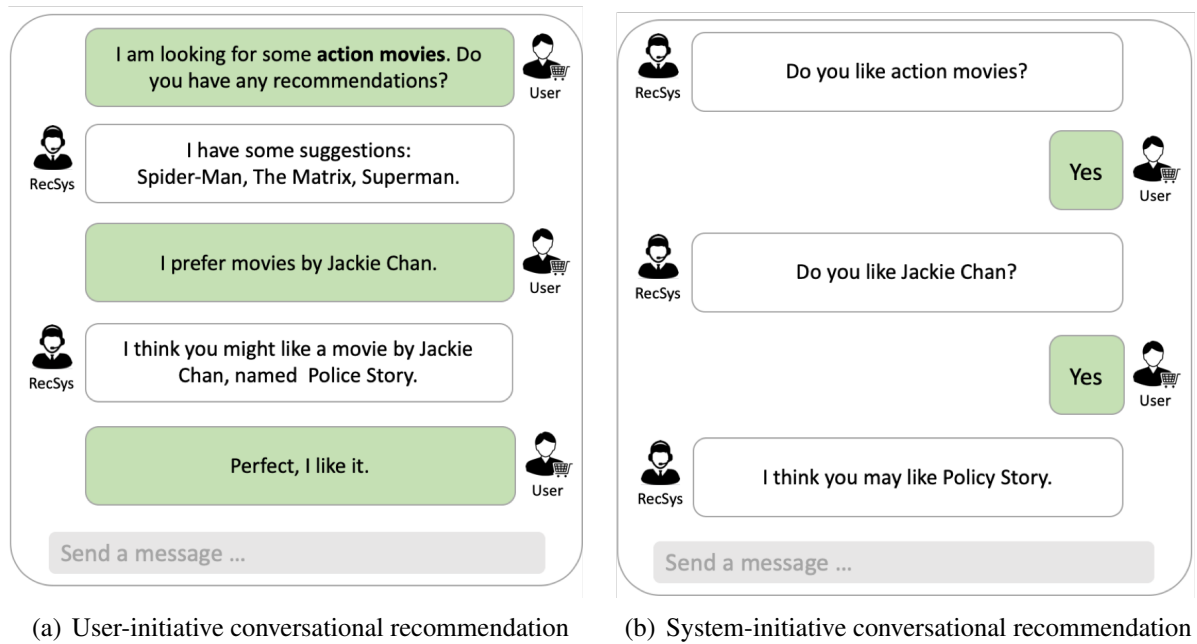 I am looking for some action movies. Do
you have any recommendations?
User
I have some suggestions:
Spider-Man, The Matrix, Superman.
RecSys
I prefer movies by Jackie Chan.
User
I think you might like a movie by Jackie
Chan, named Police Story.
RecSys
Perfect, I like it.
User
Send a message ...
(a) User-initiative conversational recommendation
Do you like action movies?
RecSys
Yes
User
Do you like Jackie Chan?
RecSys
Yes
User
I think you may like Policy Story.
RecSys
Send a message ...
(b) System-initiative conversational recommendation